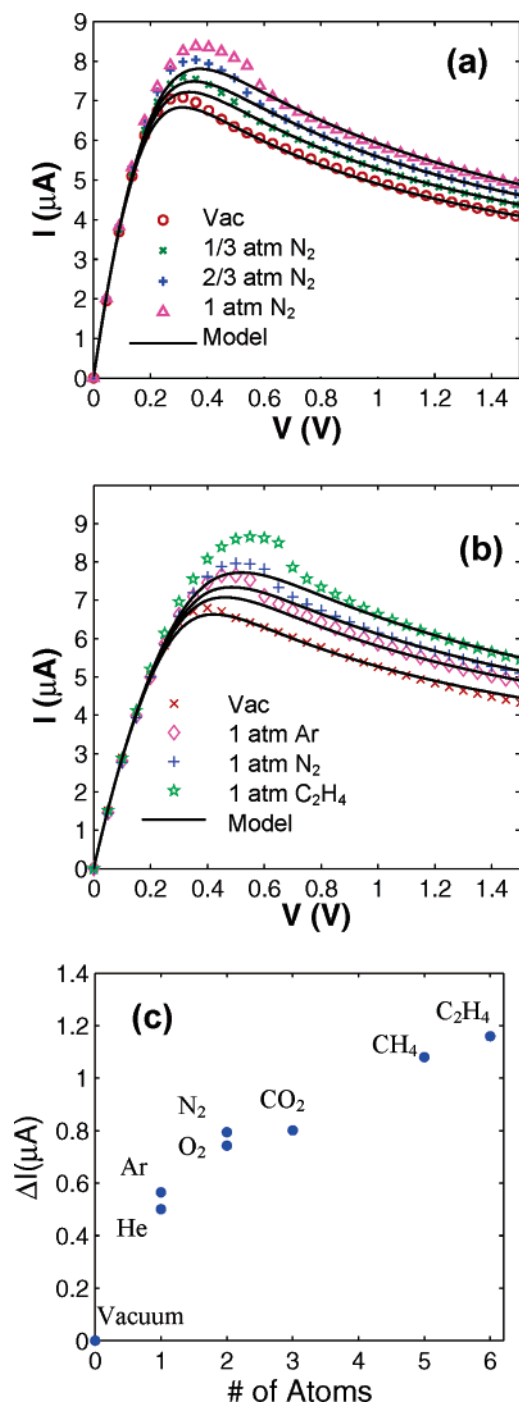 9
8
7
6
5
4
3
2
1
0
I (μA)
(a)
Vac
1/3 atm N₂
2/3 atm N₂
1 atm N₂
Model
0 0.2 0.4 0.6 0.8 1 1.2 1.4
V (V)
9
8
7
6
5
4
3
2
1
0
I (μA)
(b)
Vac
1 atm Ar
1 atm N₂
1 atm C₂H₄
Model
0 0.2 0.4 0.6 0.8 1 1.2 1.4
V (V)
1.4
1.2
1
0.8
0.6
0.4
0.2
0
ΔI(μA)
(c)
C₂H₄
CH₄
N₂
CO₂
O₂
Ar
He
Vacuum
0 1 2 3 4 5 6
# of Atoms